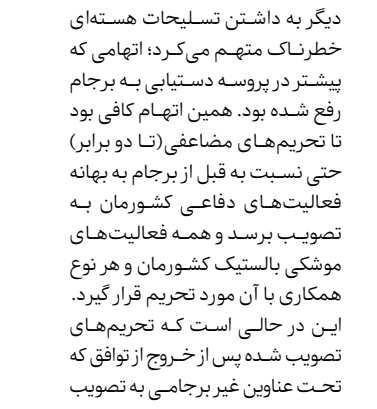 دیگر به داشتن تسلیحات هسته‌ای
خطرناک متهم می‌کرد؛ اتهامی که
پیشتر در پروسه دستیابی به برجام
رفع شده بود. همین اتهام کافی بود
تا تحریم‌های مضاعفی(تا دو برابر)
حتی نسبت به قبل از برجام به بهانه
فعالیت‌های دفاعی کشورمان به
تصویب برسد و همه فعالیت‌های
موشکی بالستیک کشورمان و هر نوع
همکاری با آن مورد تحریم قرار گیرد.
این در حالی است که تحریم‌های
تصویب شده پس از خروج از توافق که
تحت عناوین غیر برجامی به تصویب